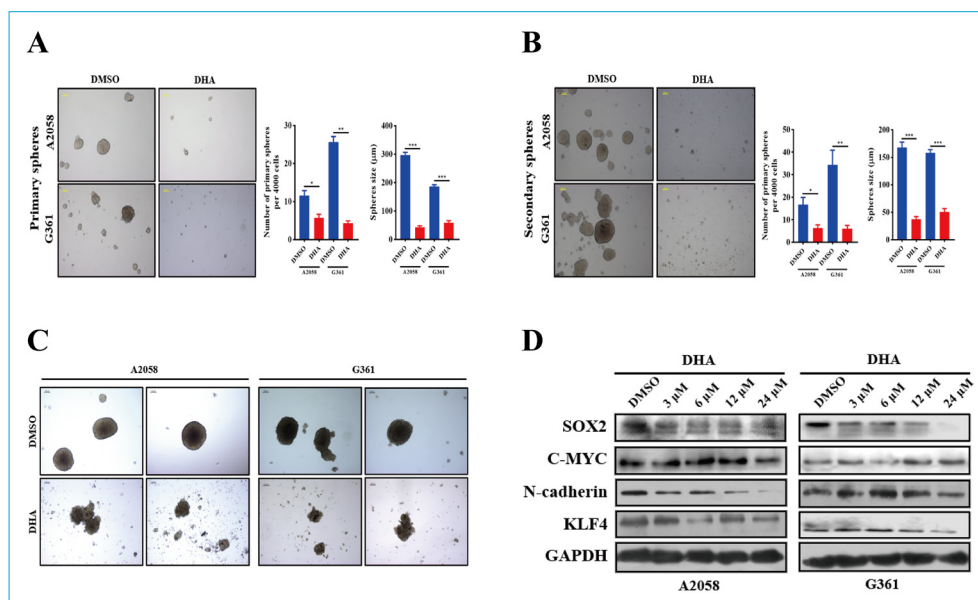 A
DMSO DHA
Primary spheres
A2058
G361
Number of primary spheres
per 4000 cells
30
20
10
0
* **
DMSO DHA DMSO DHA
A2058 G361
Spheres size (μm)
400
300
200
100
0
*** ***
DMSO DHA DMSO DHA
A2058 G361
B
DMSO DHA
Secondary spheres
A2058
G361
Number of primary spheres
per 4000 cells
50
40
30
20
10
0
* **
DMSO DHA DMSO DHA
A2058 G361
Spheres size (μm)
200
150
100
50
0
*** ***
DMSO DHA DMSO DHA
A2058 G361
C
A2058 G361
DMSO
DHA
D
DHA DHA
DMSO 3 μM 6 μM 12 μM 24 μM DMSO 3 μM 6 μM 12 μM 24 μM
SOX2
C-MYC
N-cadherin
KLF4
GAPDH
A2058 G361